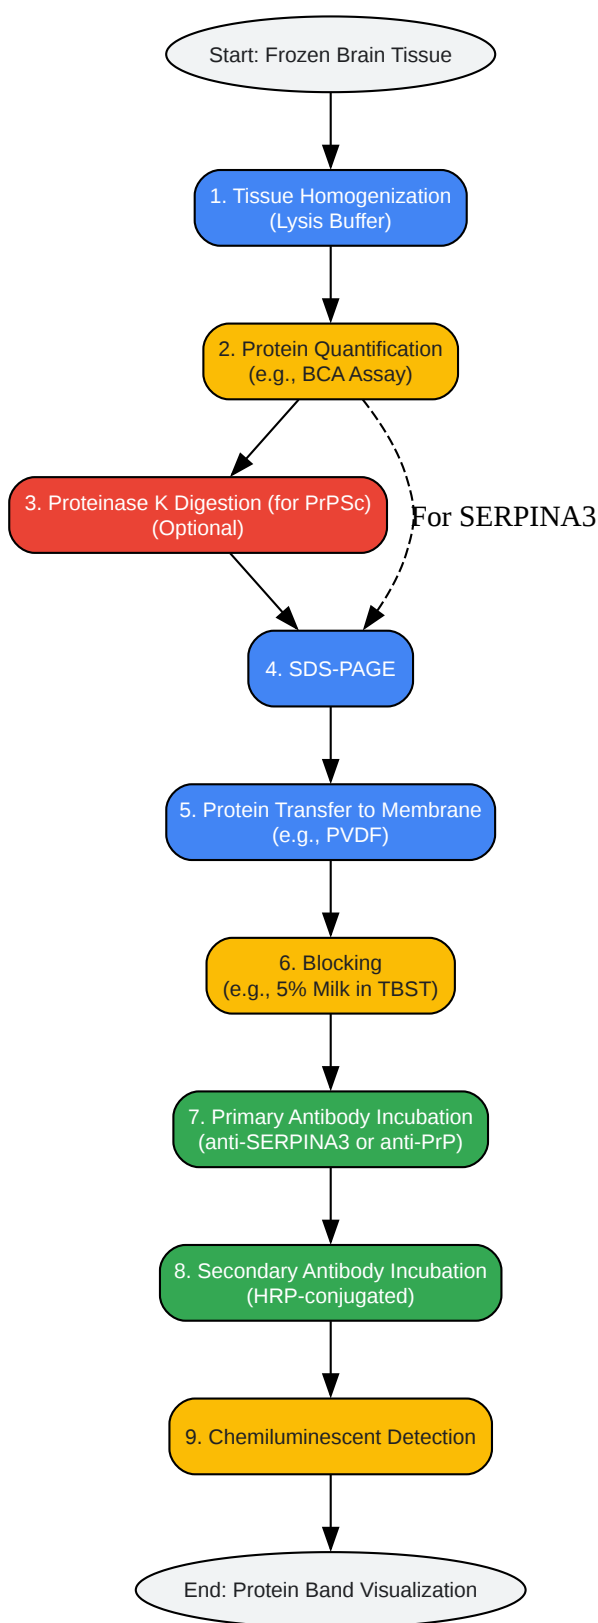 Start: Frozen Brain Tissue
1. Tissue Homogenization
(Lysis Buffer)
2. Protein Quantification
(e.g., BCA Assay)
3. Proteinase K Digestion (for PrPSc)
(Optional)
For SERPINA3
4. SDS-PAGE
5. Protein Transfer to Membrane
(e.g., PVDF)
6. Blocking
(e.g., 5% Milk in TBST)
7. Primary Antibody Incubation
(anti-SERPINA3 or anti-PrP)
8. Secondary Antibody Incubation
(HRP-conjugated)
9. Chemiluminescent Detection
End: Protein Band Visualization